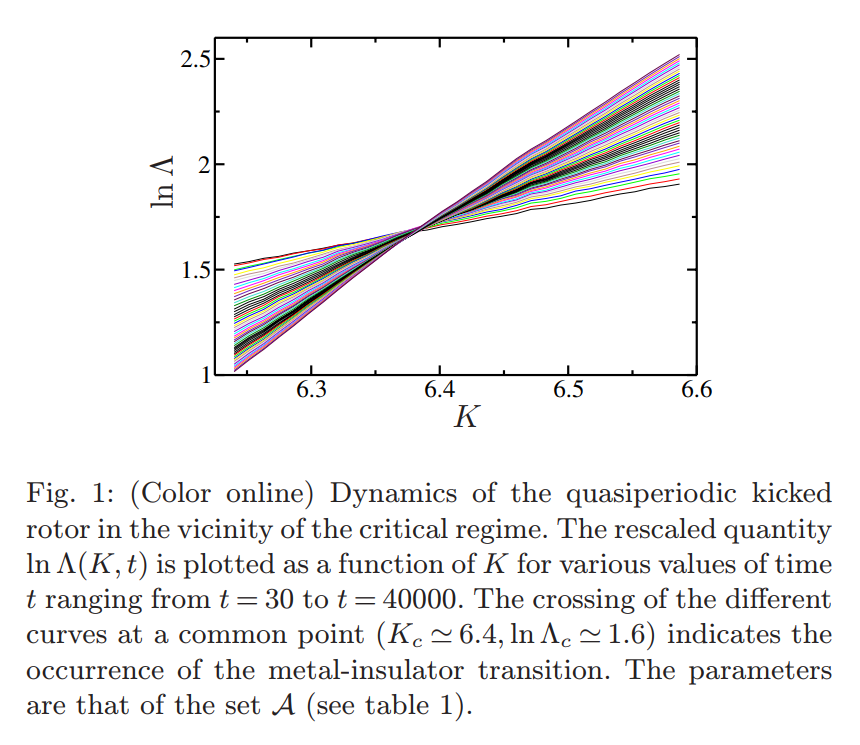 2.5
2
1.5
1
ln Λ
6.3
6.4
6.5
6.6
K
Fig. 1: (Color online) Dynamics of the quasiperiodic kicked
rotor in the vicinity of the critical regime. The rescaled quantity
ln Λ(K, t) is plotted as a function of K for various values of time
t ranging from t = 30 to t = 40000. The crossing of the different
curves at a common point (Kc ≃ 6.4, ln Λc ≃ 1.6) indicates the
occurrence of the metal-insulator transition. The parameters
are that of the set 𝒜 (see table 1).